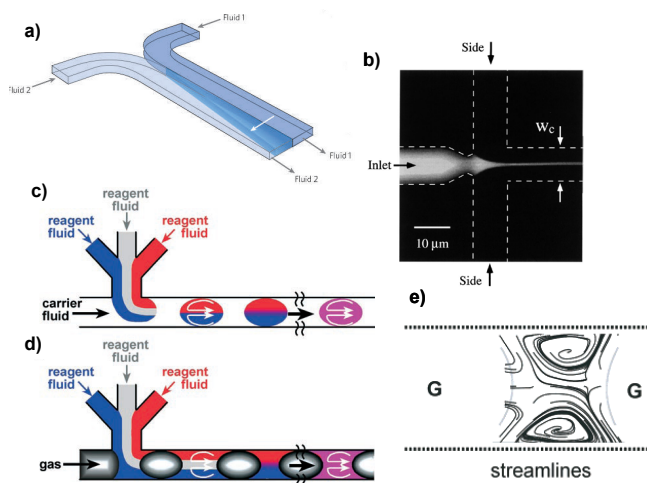 a)
Fluid 1
Fluid 2
Fluid 1
Fluid 2
b)
Side
Wc
Inlet
10 μm
Side
c)
reagent
fluid
reagent
fluid
reagent
fluid
carrier
fluid
d)
reagent
fluid
reagent
fluid
reagent
fluid
gas
e)
G
G
streamlines